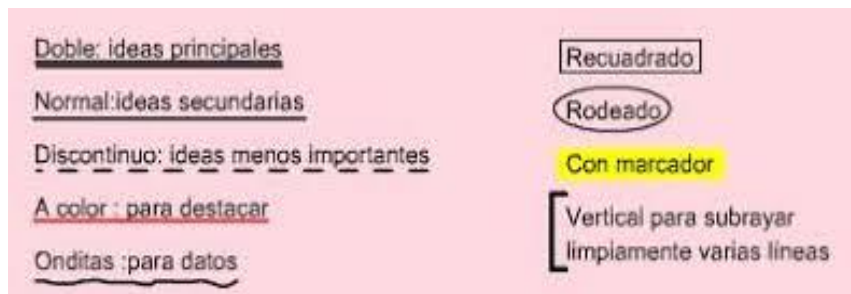 Doble: ideas principales
Normal:ideas secundarias
Discontinuo: ideas menos importantes
A color : para destacar
Onditas :para datos
Recuadrado
Rodeado
Con marcador
Vertical para subrayar
limpiamente varias lineas